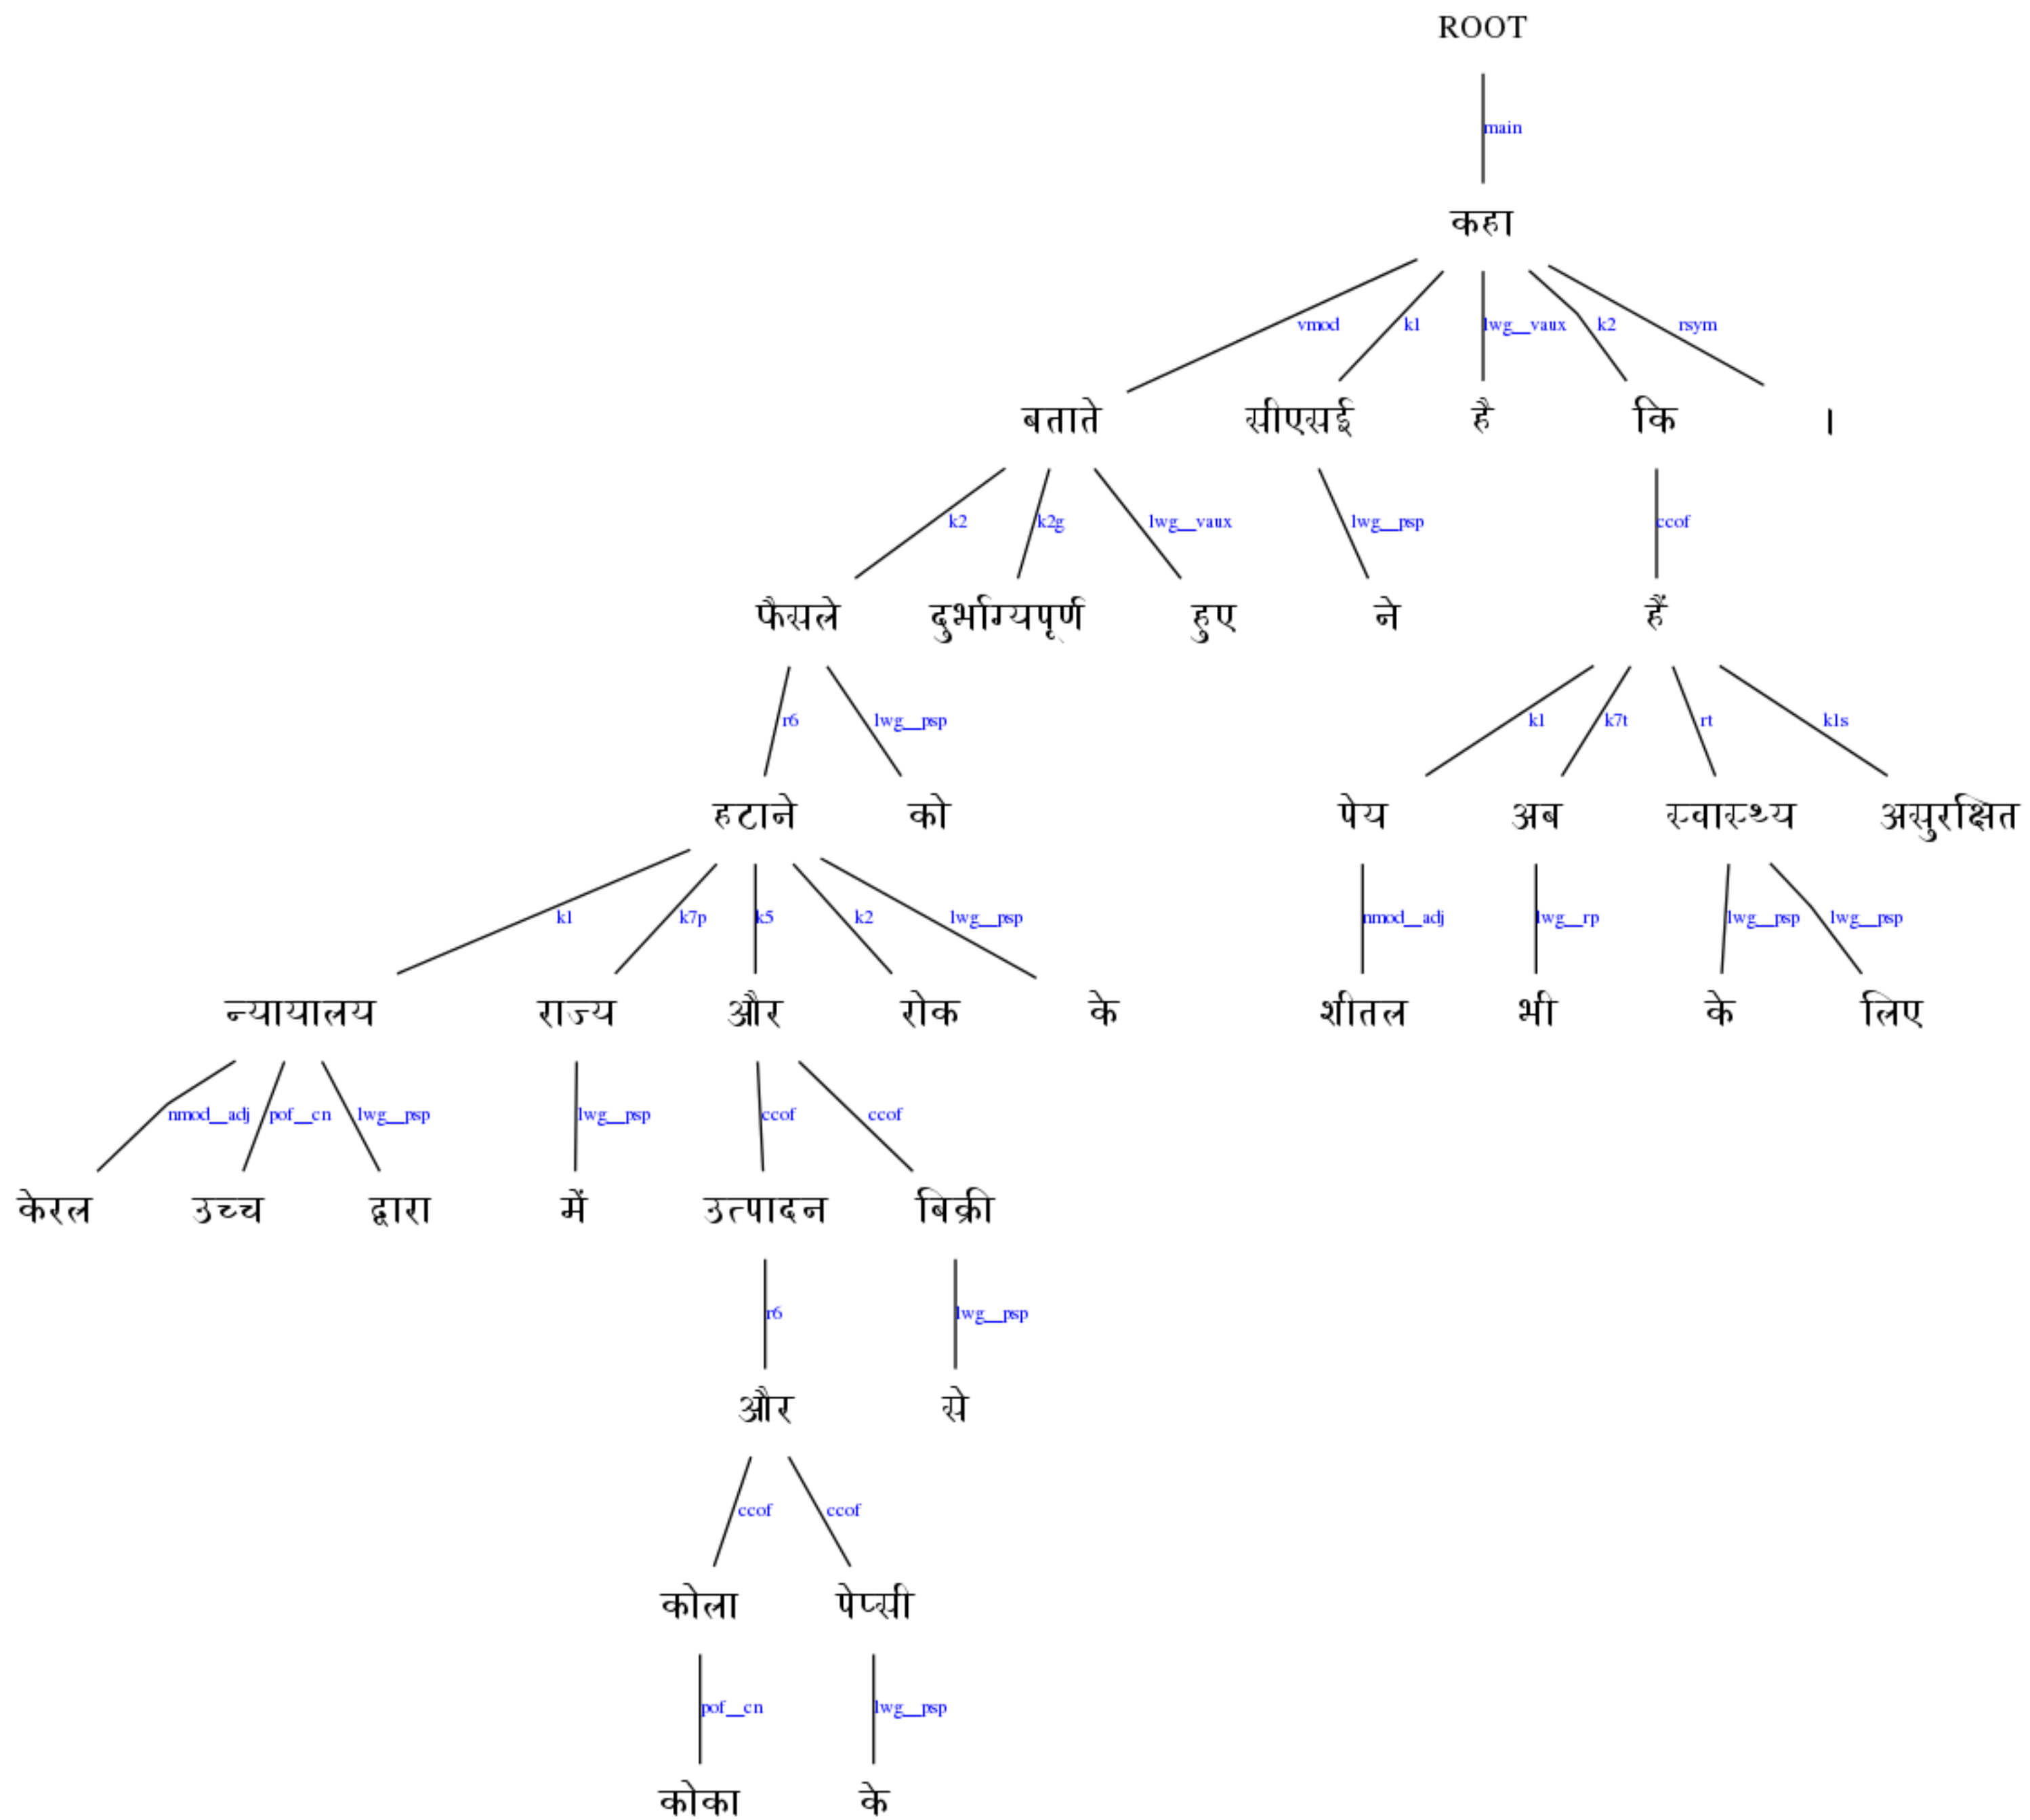 ROOT
main
कहा
vmod k1 lwg__vaux k2 rsym
बताते सीएसई है कि ।
k2 k2g lwg__vaux lwg__psp ccof
फैसले दुर्भाग्यपूर्ण हुए ने हैं
r6 lwg__psp k1 k7t rt k1s
हटाने को पेय अब स्वास्थ्य असुरक्षित
k1 k7p k5 k2 lwg__psp nmod__adj lwg__rp lwg__psp lwg__psp
न्यायालय राज्य और रोक के शीतल भी के लिए
nmod__adj pof__cn lwg__psp lwg__psp ccof ccof
केरल उच्च द्वारा में उत्पादन बिक्री
r6 lwg__psp
और से
ccof ccof
कोला पेप्सी
pof__cn lwg__psp
कोका के